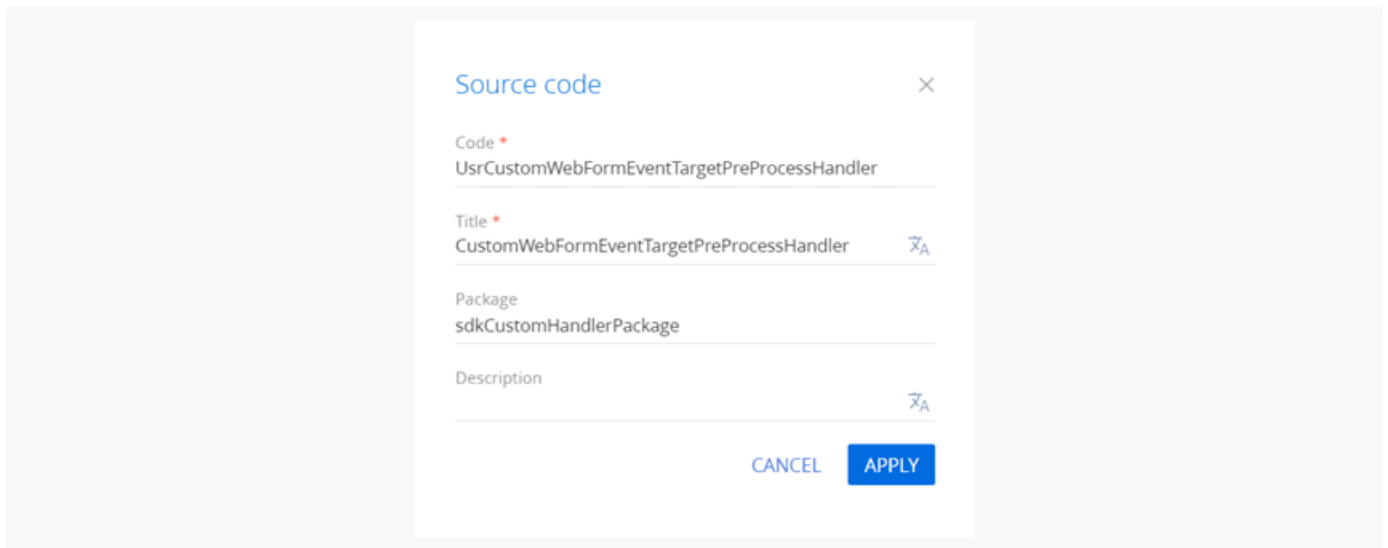 Source code
Code *
UsrCustomWebFormEventTargetPreProcessHandler
Title *
CustomWebFormEventTargetPreProcessHandler
Package
sdkCustomHandlerPackage
Description
CANCEL APPLY